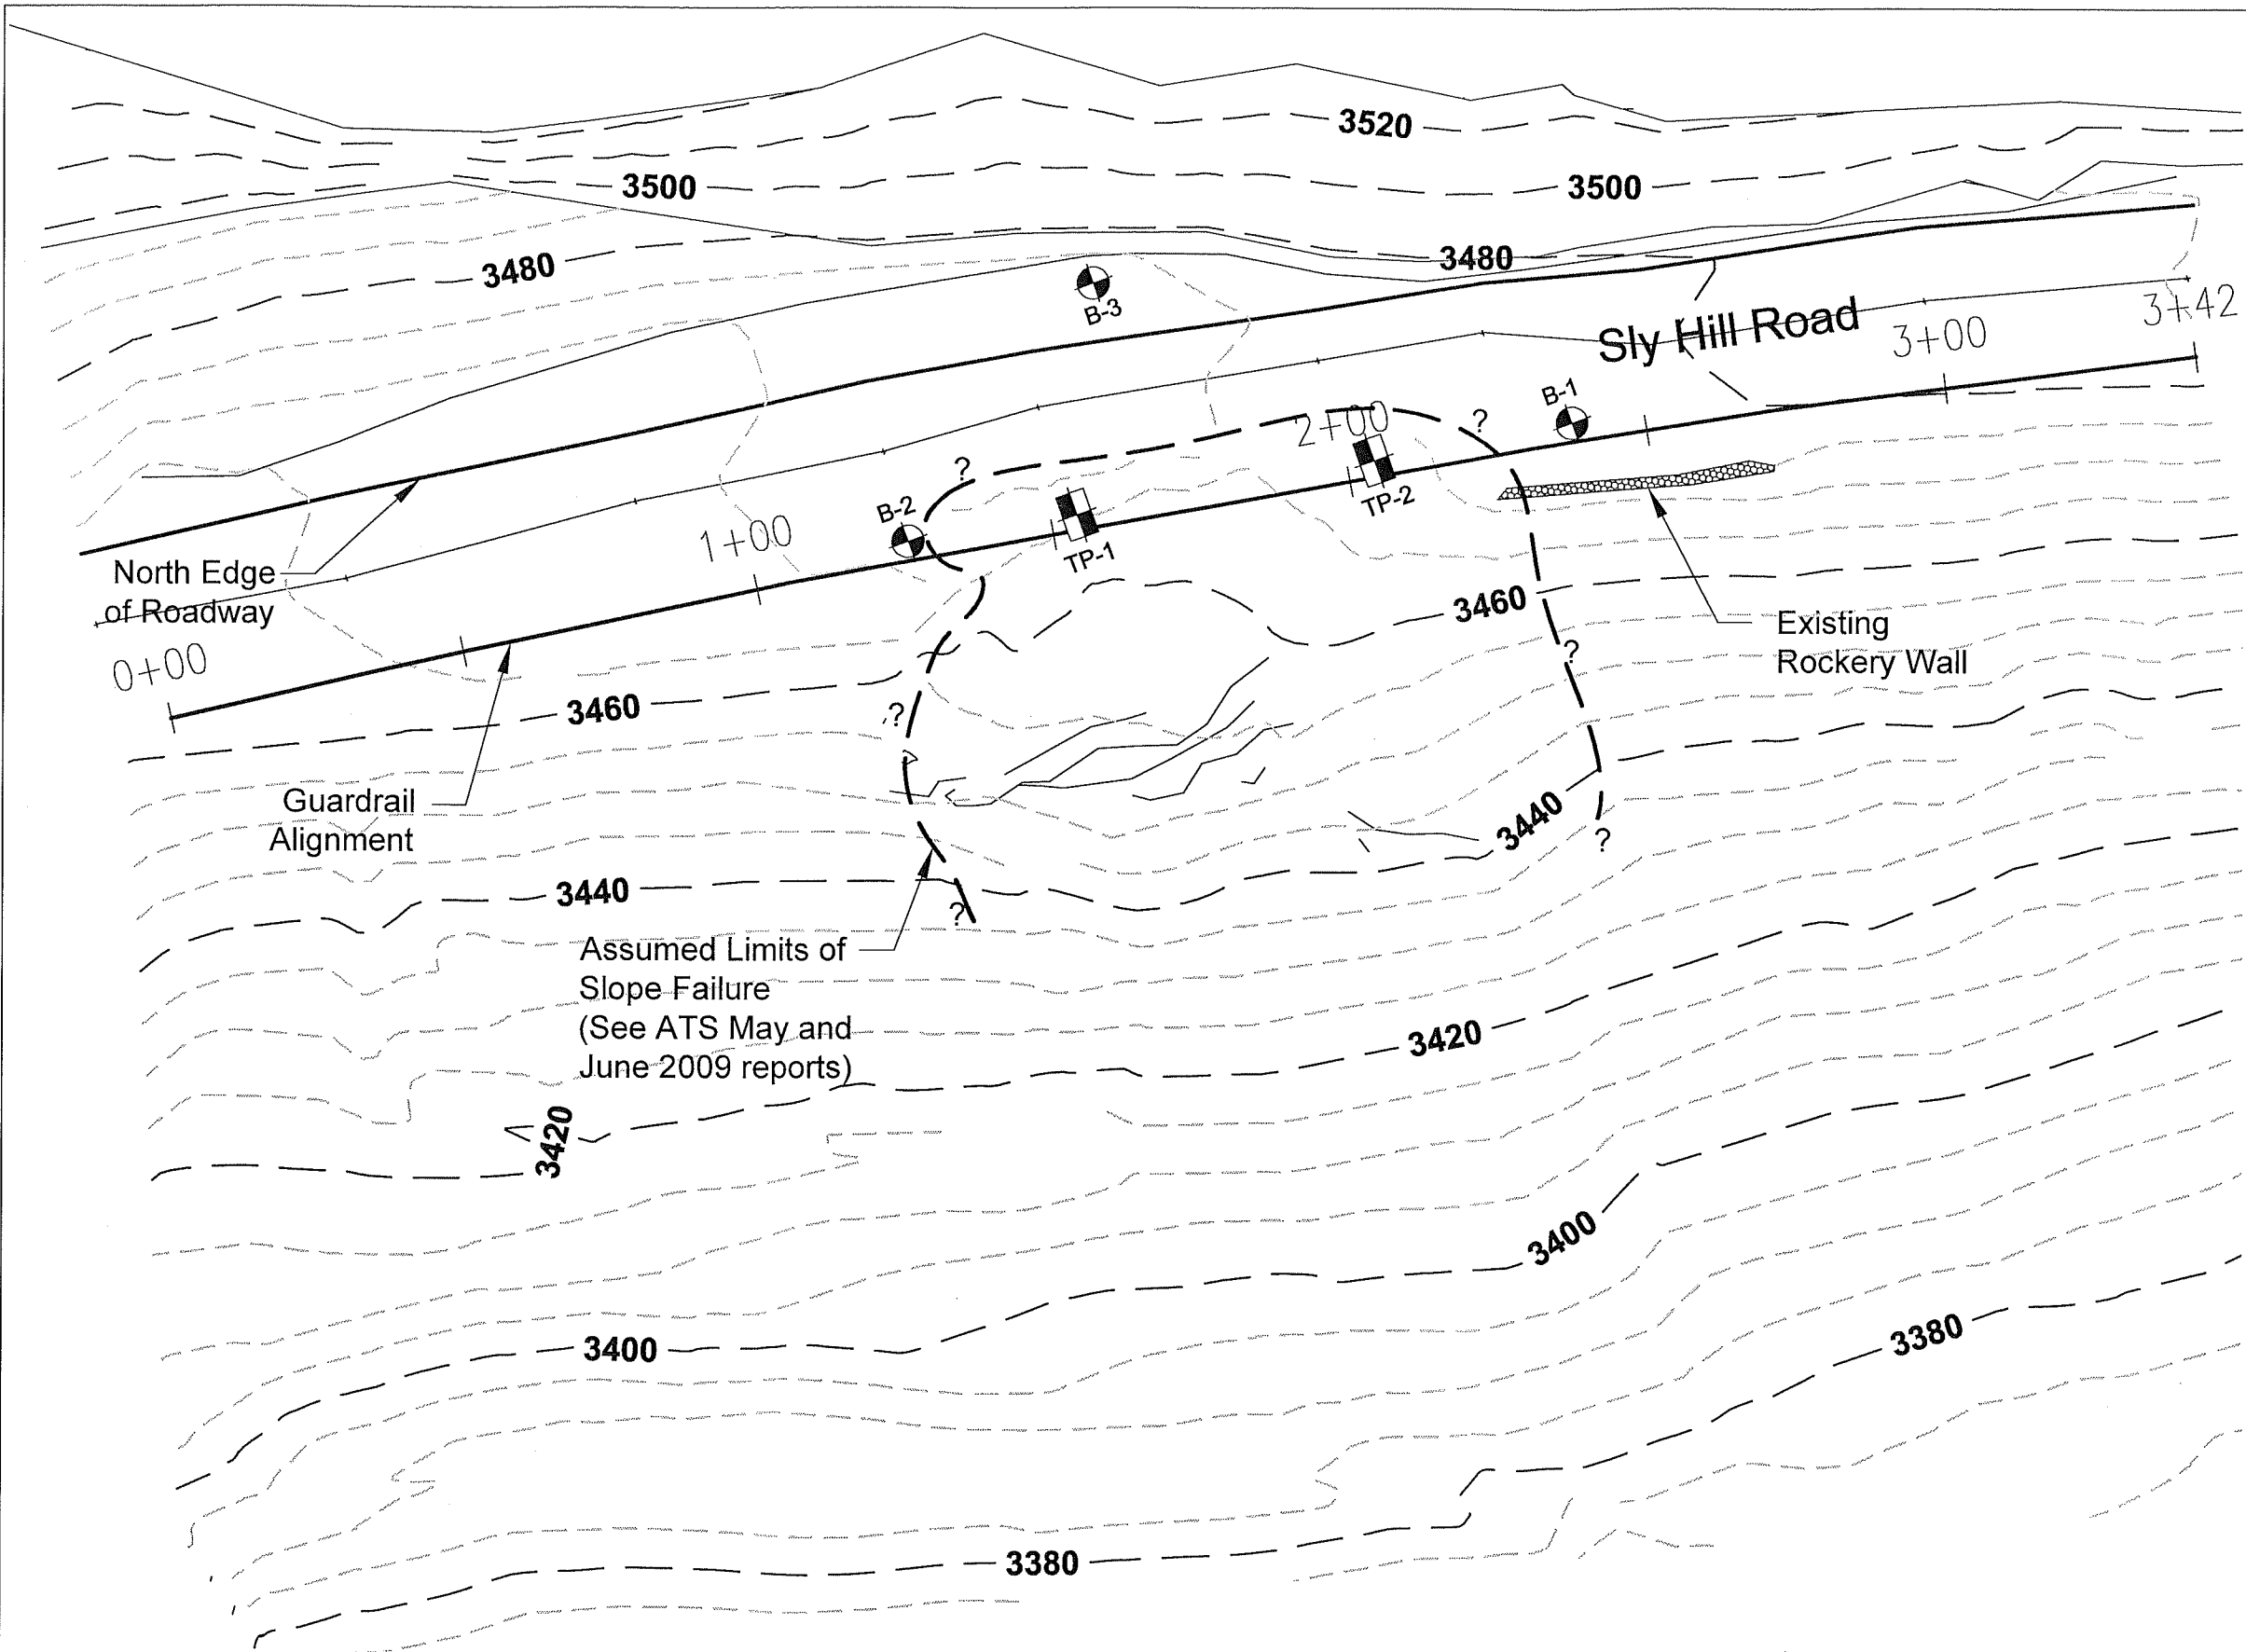 3520
3500
3500
3480
3480
B-3
Sly Hill Road
3+42
3+00
B-1
?
2+00
?
TP-2
B-2
TP-1
1+00
North Edge
of Roadway
0+00
3460
Existing
Rockery Wall
?
3460
?
Guardrail
Alignment
3440
?
3440
?
Assumed Limits of
Slope Failure
(See ATS May and
June 2009 reports)
3420
3420
3400
3400
3380
3380